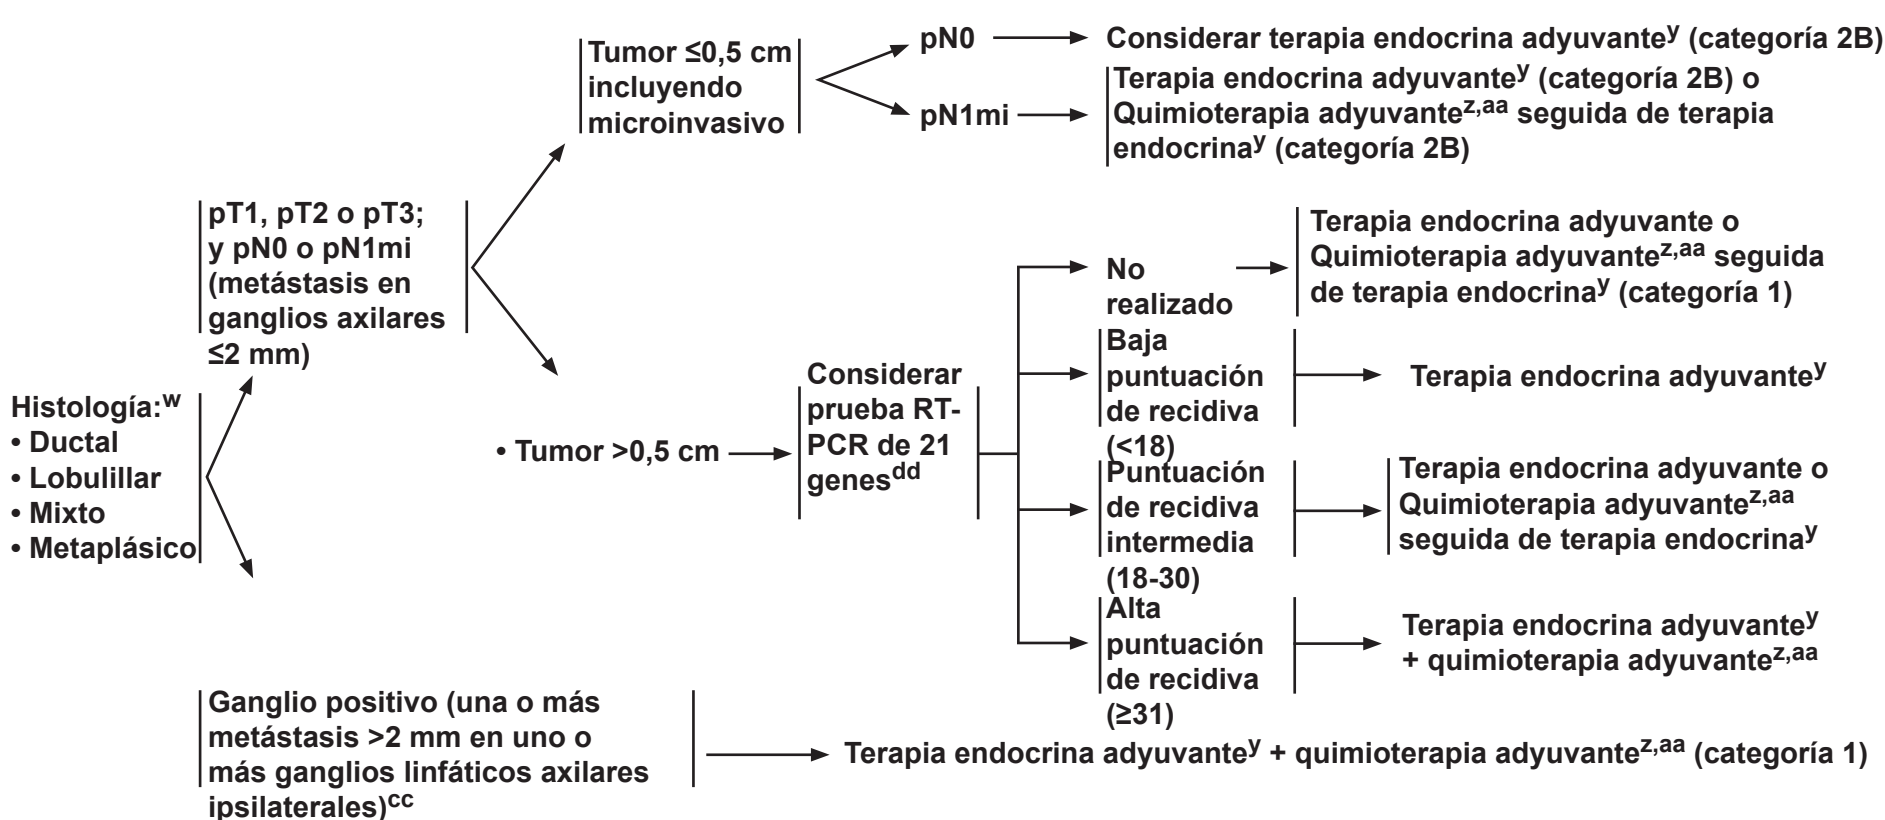 Histología:w
• Ductal
• Lobulillar
• Mixto
• Metaplásico
pT1, pT2 o pT3;
y pN0 o pN1mi
(metástasis en
ganglios axilares
≤2 mm)
Tumor ≤0,5 cm
incluyendo
microinvasivo
pN0
Considerar terapia endocrina adyuvantey (categoría 2B)
pN1mi
Terapia endocrina adyuvantey (categoría 2B) o
Quimioterapia adyuvantez,aa seguida de terapia
endocrinay (categoría 2B)
• Tumor >0,5 cm
Considerar
prueba RT-
PCR de 21
genesdd
No
realizado
Terapia endocrina adyuvante o
Quimioterapia adyuvantez,aa seguida
de terapia endocrinay (categoría 1)
Baja
puntuación
de recidiva
(<18)
Terapia endocrina adyuvantey
Puntuación
de recidiva
intermedia
(18-30)
Terapia endocrina adyuvante o
Quimioterapia adyuvantez,aa
seguida de terapia endocrinay
Alta
puntuación
de recidiva
(≥31)
Terapia endocrina adyuvantey
+ quimioterapia adyuvantez,aa
Ganglio positivo (una o más
metástasis >2 mm en uno o
más ganglios linfáticos axilares
ipsilaterales)cc
Terapia endocrina adyuvantey + quimioterapia adyuvantez,aa (categoría 1)